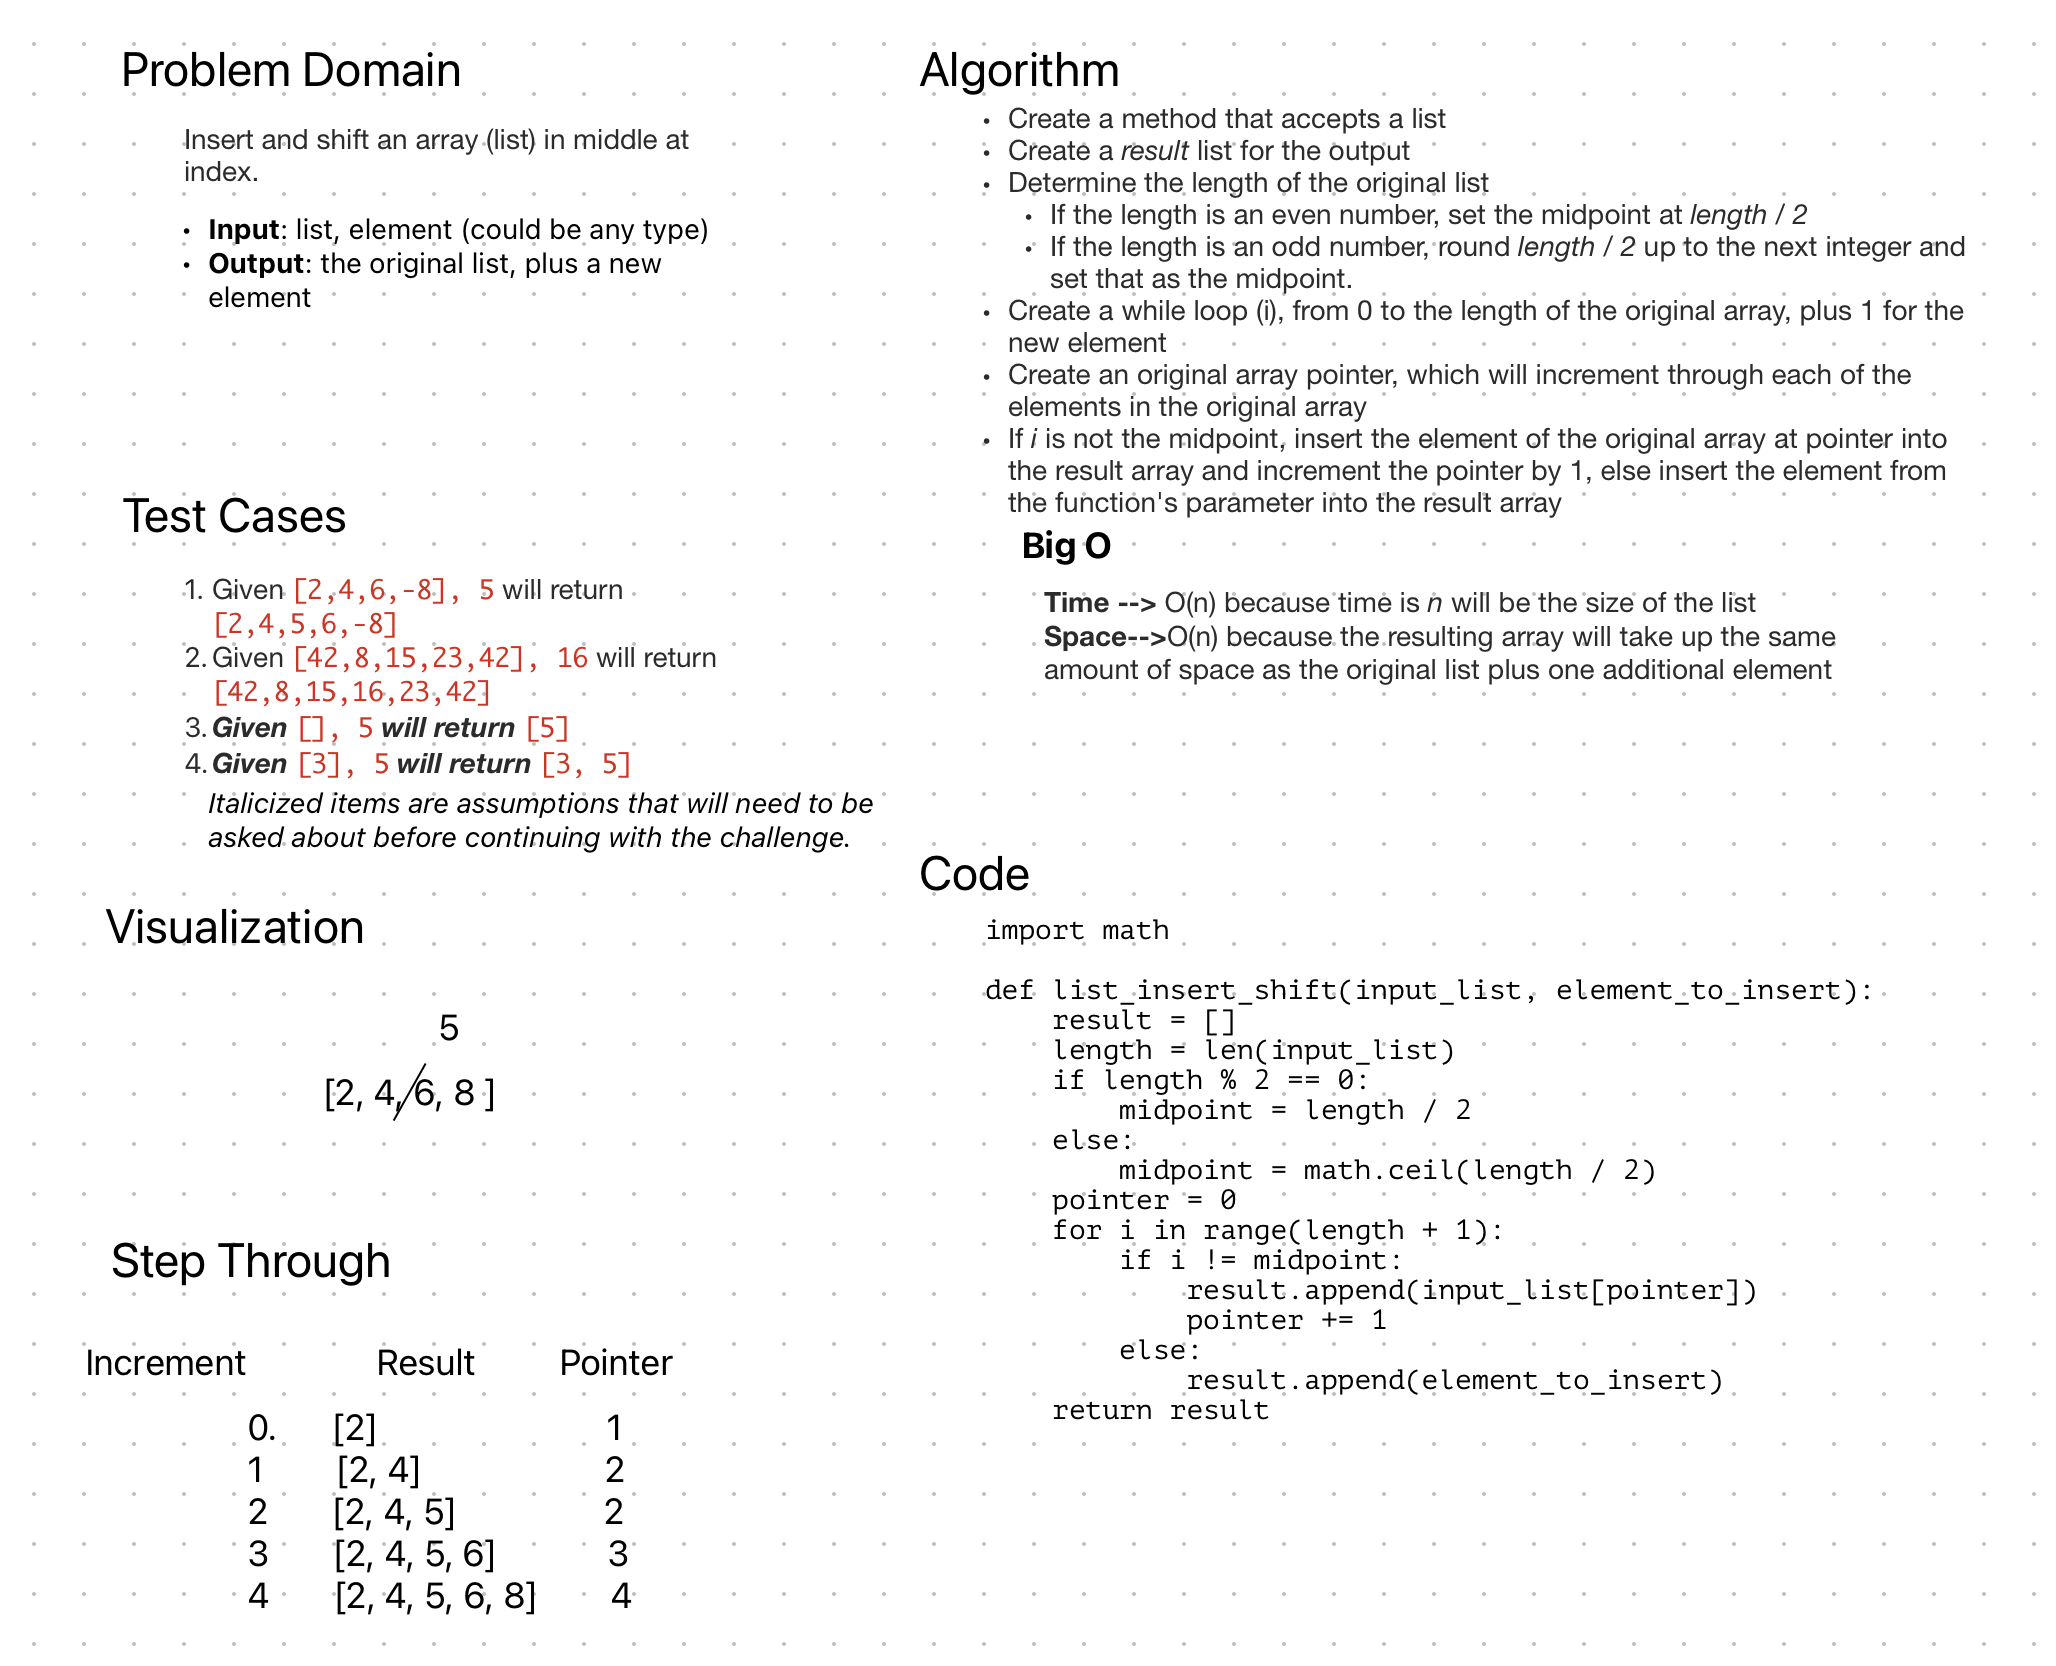 Problem Domain
Insert and shift an array (list) in middle at
index.
• Input: list, element (could be any type)
• Output: the original list, plus a new
element
Test Cases
1. Given [2,4,6,-8], 5 will return
[2,4,5,6,-8]
2. Given [42,8,15,23,42], 16 will return
[42,8,15,16,23,42]
3. Given [], 5 will return [5]
4. Given [3], 5 will return [3, 5]
Italicized items are assumptions that will need to be
asked about before continuing with the challenge.
Visualization
5
[2, 4, 6, 8 ]
Step Through
Increment Result Pointer
0. [2] 1
1 [2, 4] 2
2 [2, 4, 5] 2
3 [2, 4, 5, 6] 3
4 [2, 4, 5, 6, 8] 4
Algorithm
• Create a method that accepts a list
• Create a result list for the output
• Determine the length of the original list
• If the length is an even number, set the midpoint at length / 2
• If the length is an odd number, round length / 2 up to the next integer and
set that as the midpoint.
• Create a while loop (i), from 0 to the length of the original array, plus 1 for the
new element
• Create an original array pointer, which will increment through each of the
elements in the original array
• If i is not the midpoint, insert the element of the original array at pointer into
the result array and increment the pointer by 1, else insert the element from
the function's parameter into the result array
Big O
Time --> O(n) because time is n will be the size of the list
Space-->O(n) because the resulting array will take up the same
amount of space as the original list plus one additional element
Code
import math
def list_insert_shift(input_list, element_to_insert):
    result = []
    length = len(input_list)
    if length % 2 == 0:
        midpoint = length / 2
    else:
        midpoint = math.ceil(length / 2)
    pointer = 0
    for i in range(length + 1):
        if i != midpoint:
            result.append(input_list[pointer])
            pointer += 1
        else:
            result.append(element_to_insert)
    return result